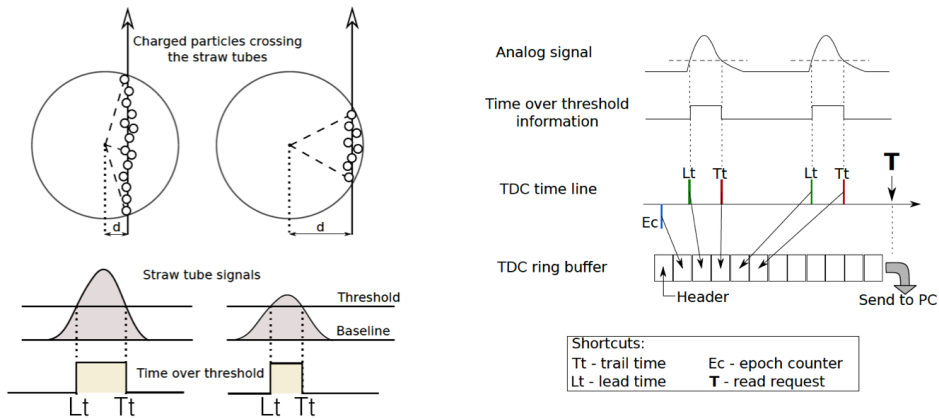 Charged particles crossing
the straw tubes
d
d
Straw tube signals
Threshold
Baseline
Time over threshold
Lt
Tt
Lt
Tt
Analog signal
Time over threshold
information
T
Lt
Tt
Lt
Tt
TDC time line
Ec
TDC ring buffer
Header
Send to PC
Shortcuts:
Tt - trail time Ec - epoch counter
Lt - lead time T - read request